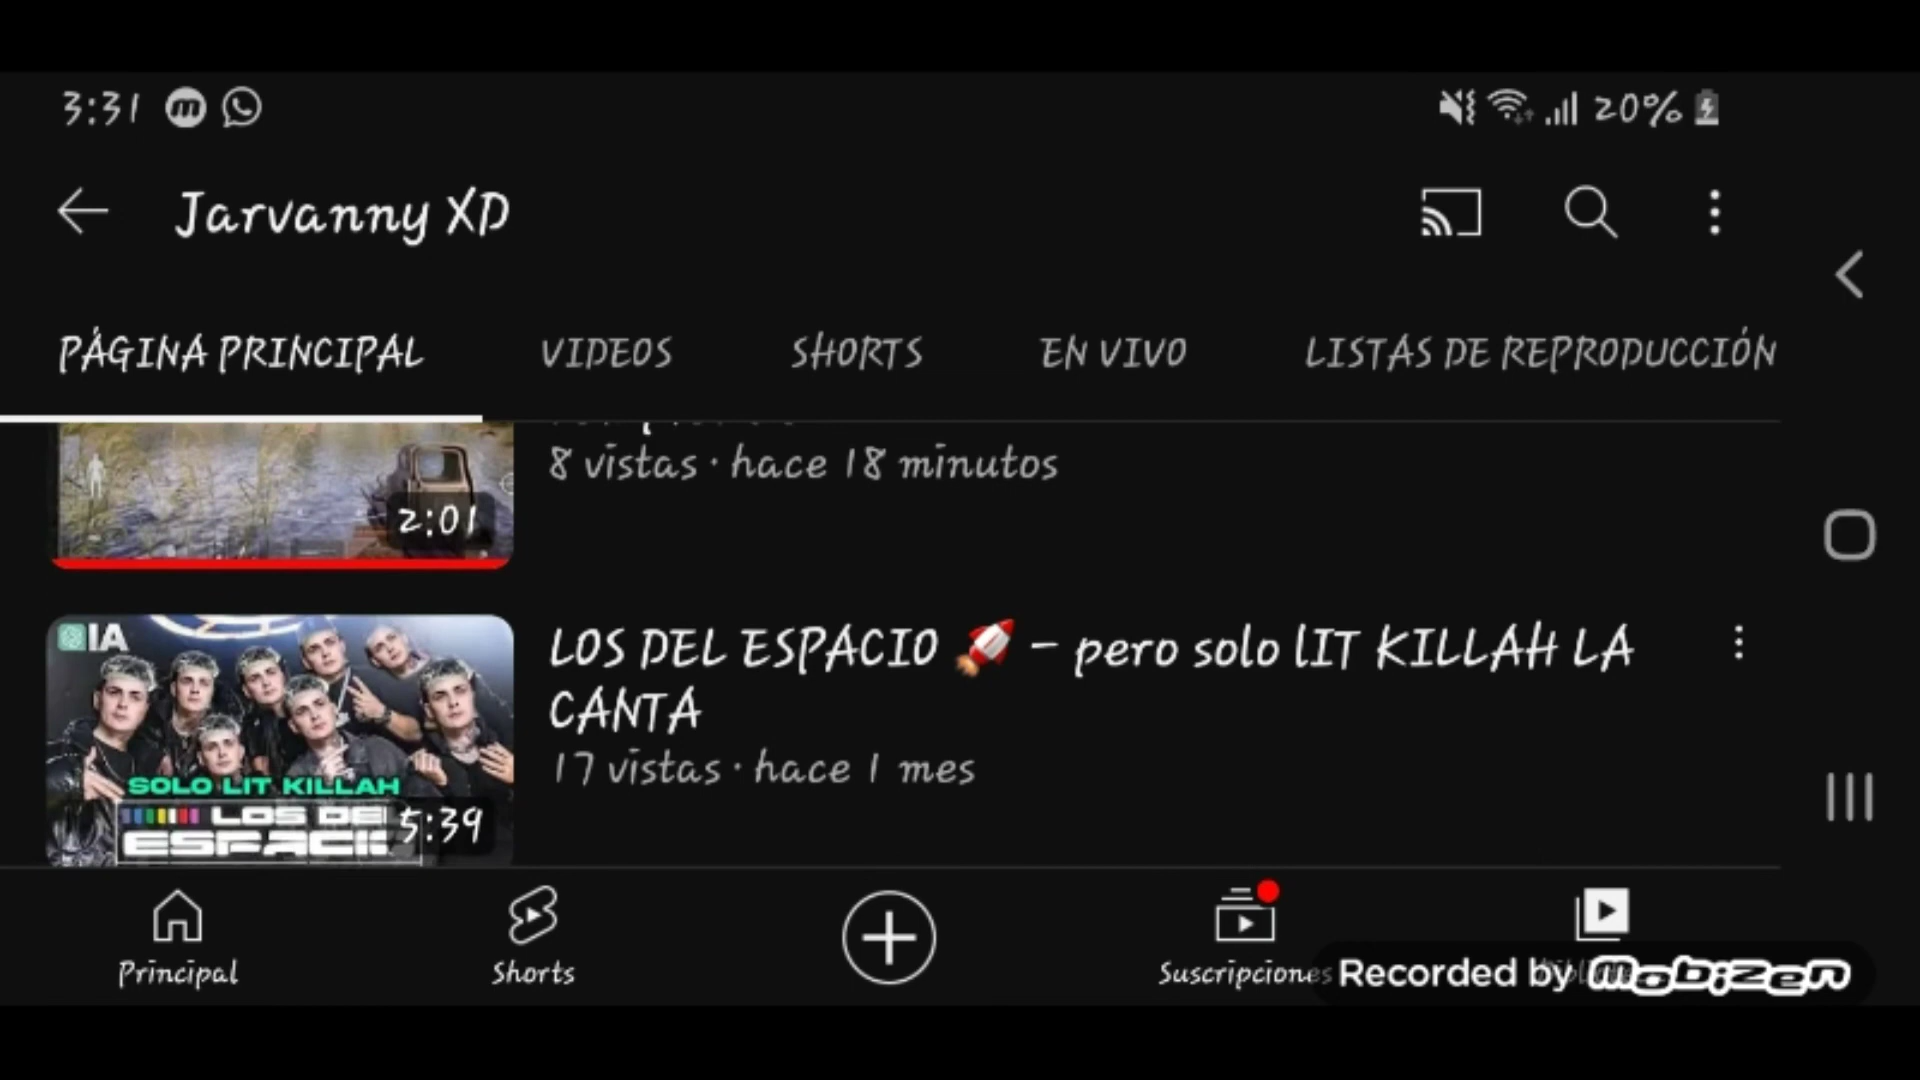 3:31 20%
Jarvanny XD
PÁGINA PRINCIPAL VIDEOS SHORTS EN VIVO LISTAS DE REPRODUCCIÓN
8 vistas · hace 18 minutos
2:01
IA
SOLO LIT KILLAH
LOS DEL
5:39
LOS DEL ESPACIO 🚀 - pero solo lIT KILLAH LA
CANTA
17 vistas · hace 1 mes
Principal Shorts Suscripciones
Recorded by Mobizen